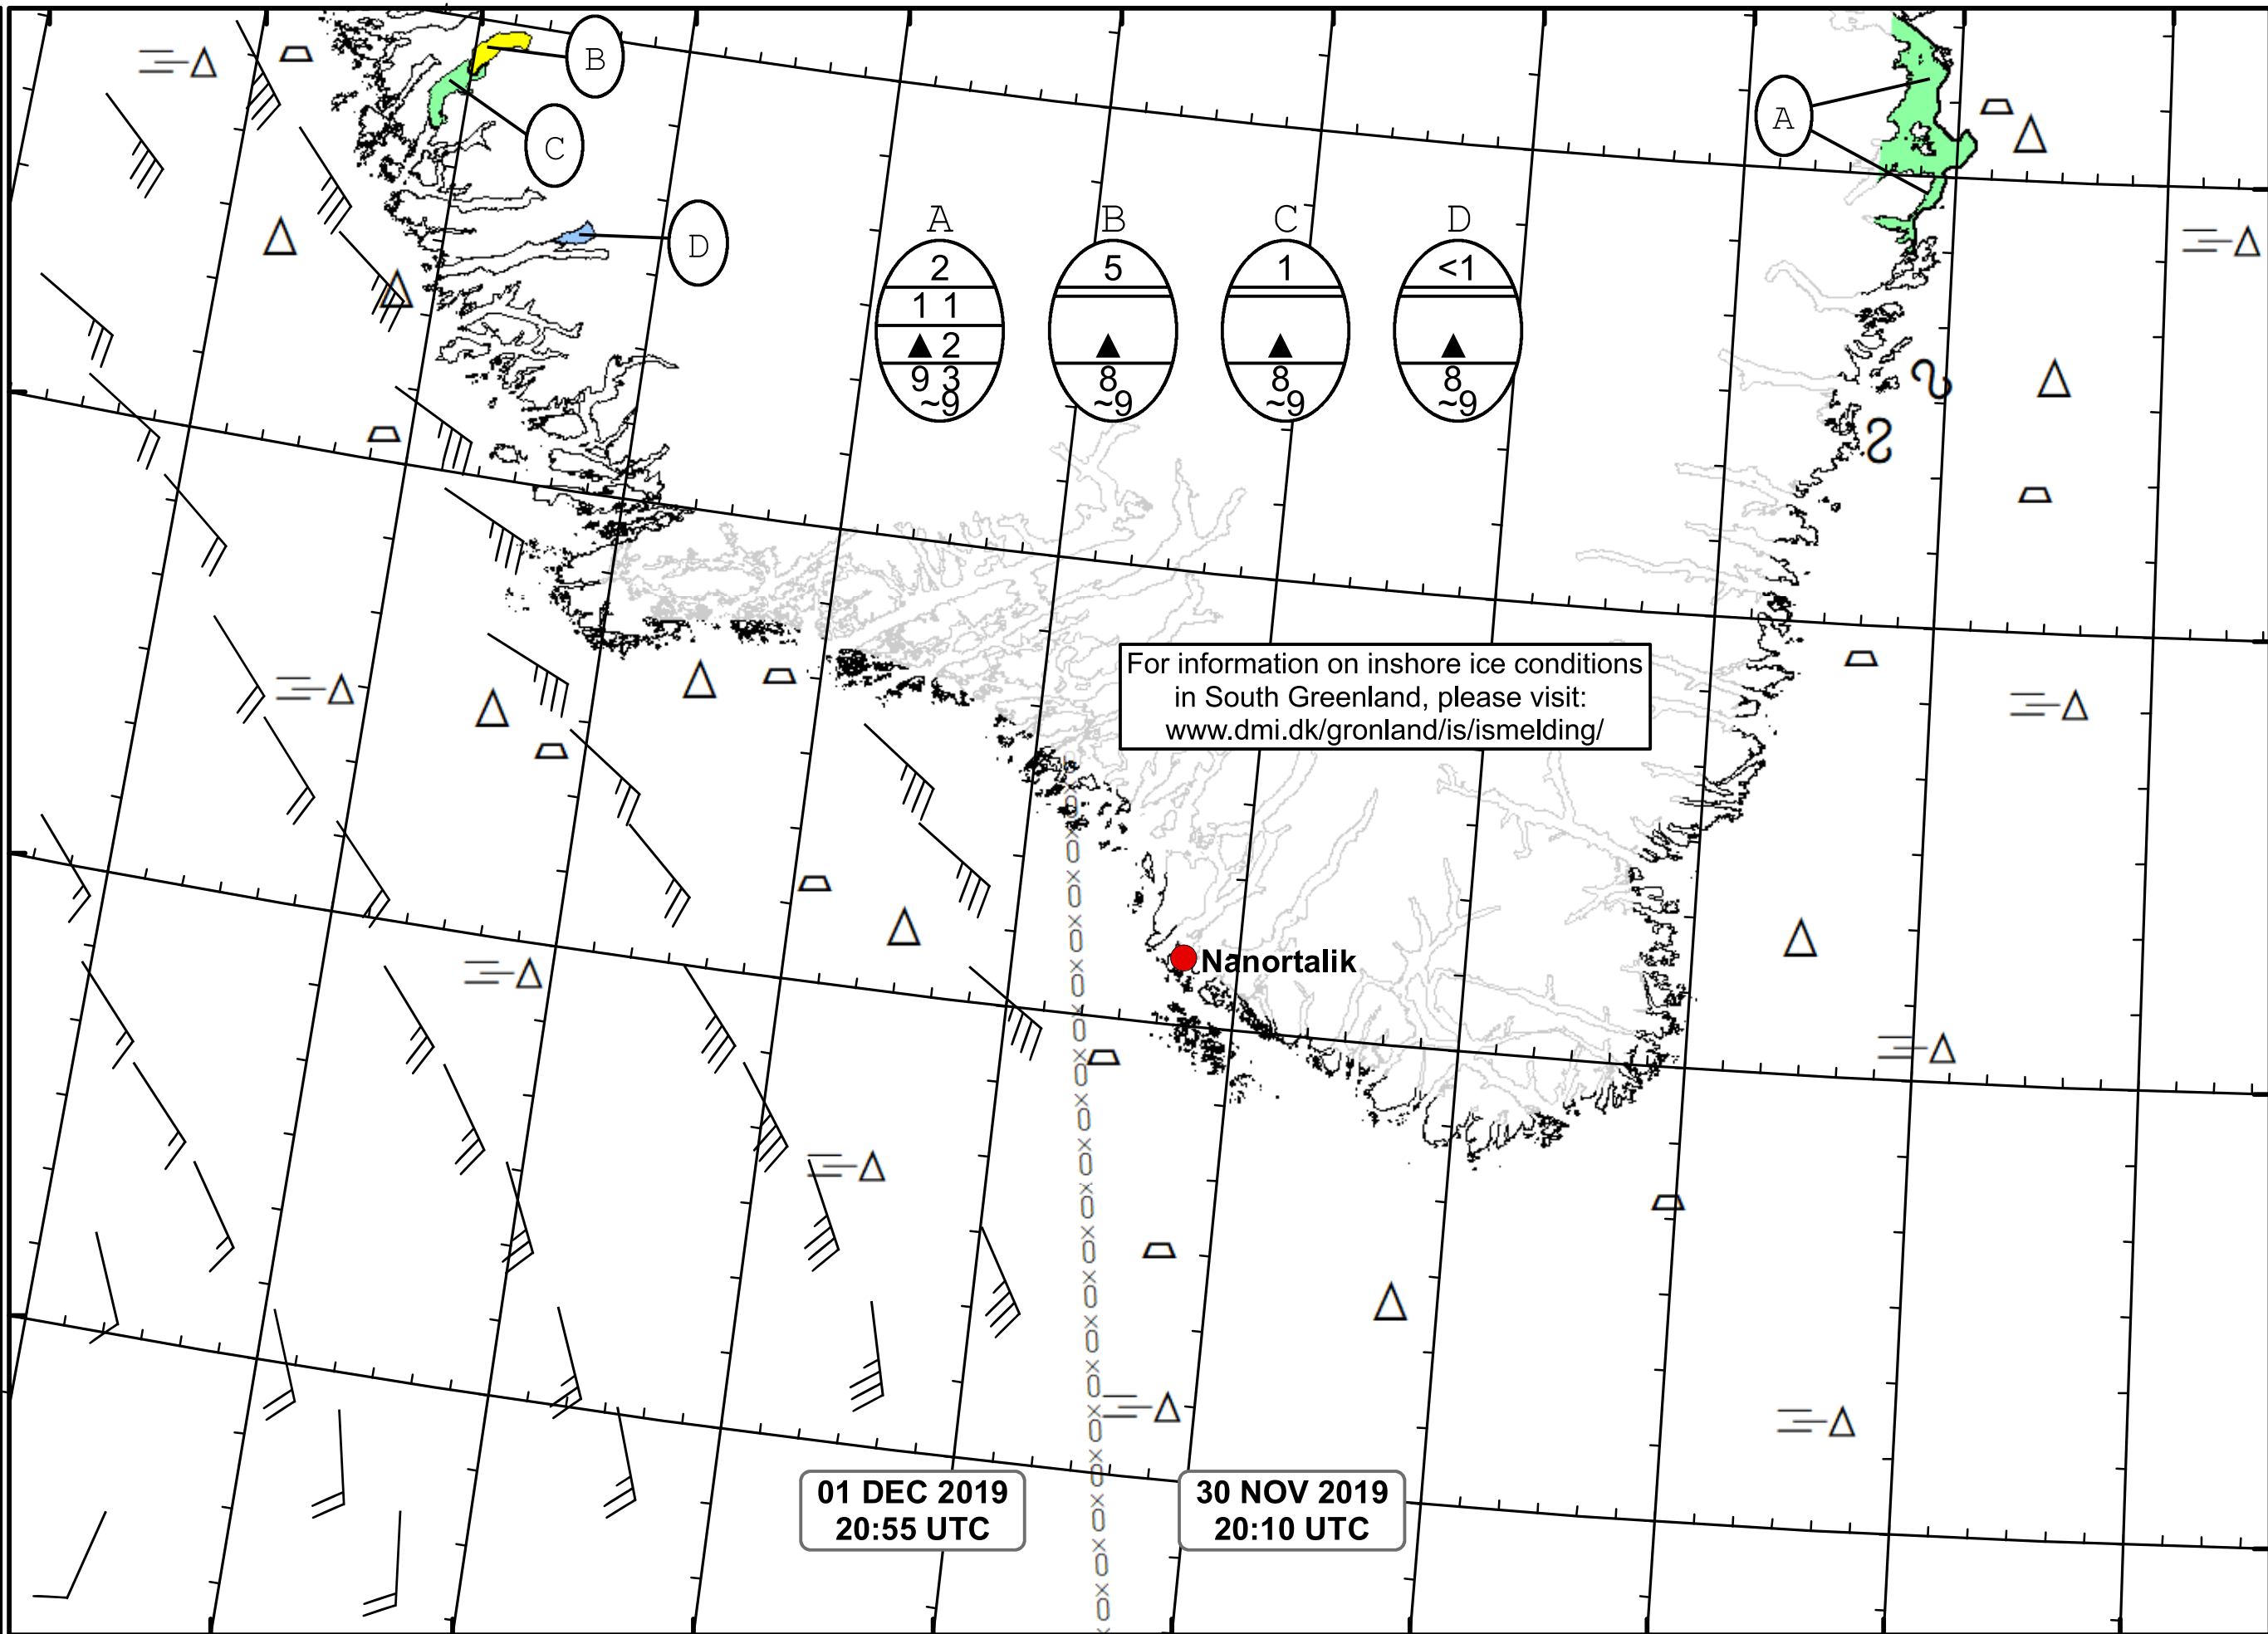 B
C
D
A
A B C D
2 5 1 <1
1 1
▲ 2 ▲ ▲ ▲
9 3 8 8 8
~9 ~9 ~9 ~9
For information on inshore ice conditions
in South Greenland, please visit:
www.dmi.dk/gronland/is/ismelding/
Nanortalik
01 DEC 2019
20:55 UTC
30 NOV 2019
20:10 UTC